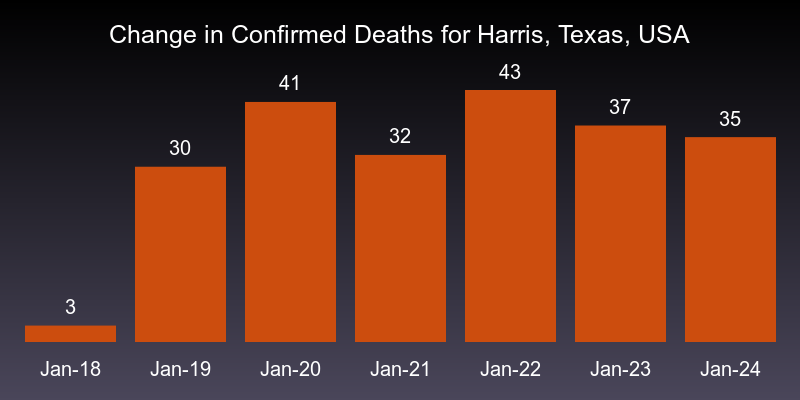 Change in Confirmed Deaths for Harris, Texas, USA
3
30
41
32
43
37
35
Jan-18
Jan-19
Jan-20
Jan-21
Jan-22
Jan-23
Jan-24